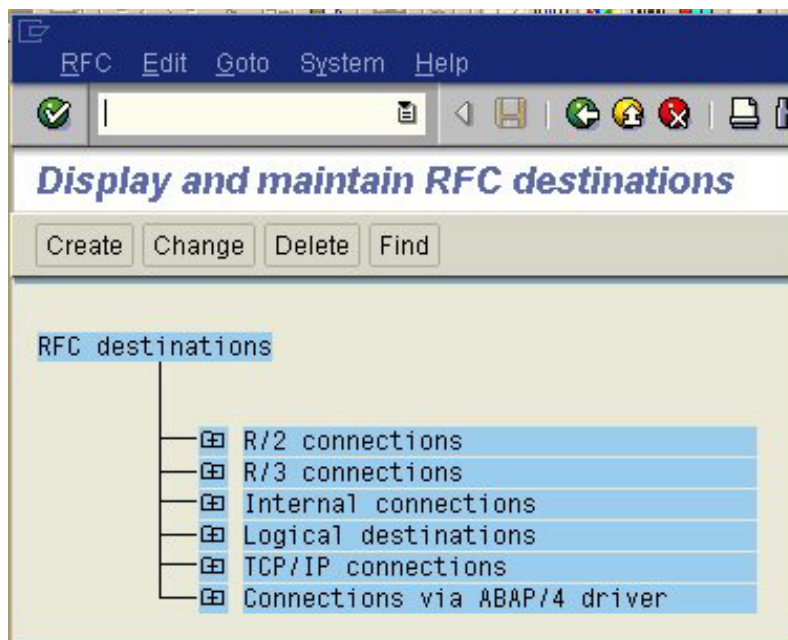 RFC Edit Goto System Help
Display and maintain RFC destinations
Create Change Delete Find
RFC destinations
R/2 connections
R/3 connections
Internal connections
Logical destinations
TCP/IP connections
Connections via ABAP/4 driver